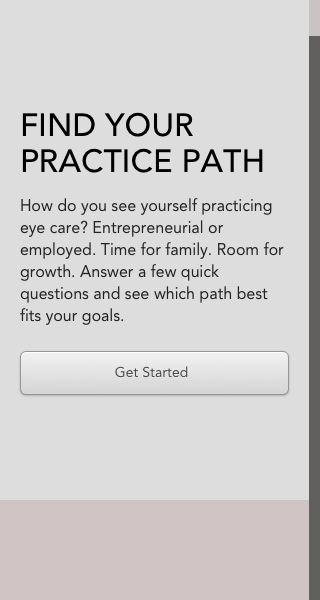 FIND YOUR
PRACTICE PATH
How do you see yourself practicing
eye care? Entrepreneurial or
employed. Time for family. Room for
growth. Answer a few quick
questions and see which path best
fits your goals.
Get Started